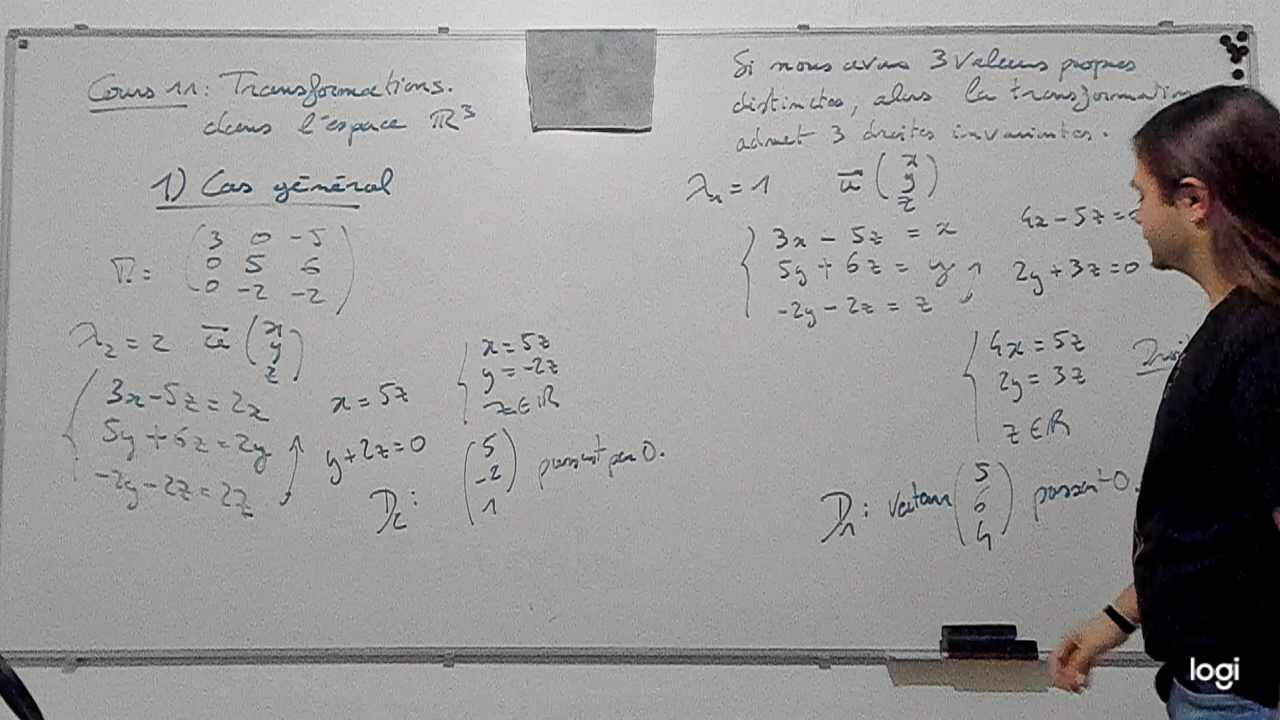 Cours 11: Transformations.
dans l'espace ℝ³
1) Cas général
( 3 0 -5 )
( 0 5 6 )
( 0 -2 -2 )
λ₂ = 2 u⃗ ( x y z )
3x - 5z = 2x
5y + 6z = 2y
-2y - 2z = 2z
x = 5z
y + 2z = 0
x = 5z
y = -2z
z ∈ ℝ
D₂ : ( 5 -2 1 ) passant par 0.
Si nous avons 3 valeurs propres
distinctes, alors la transformation
admet 3 droites invariantes.
λ₁ = 1 u⃗ ( x y z )
3x - 5z = x
5y + 6z = y
-2y - 2z = z
4x - 5z =
2y + 3z = 0
4x = 5z
2y = 3z
z ∈ ℝ
D₁ : ( 5 6 4 ) passant 0.
logi